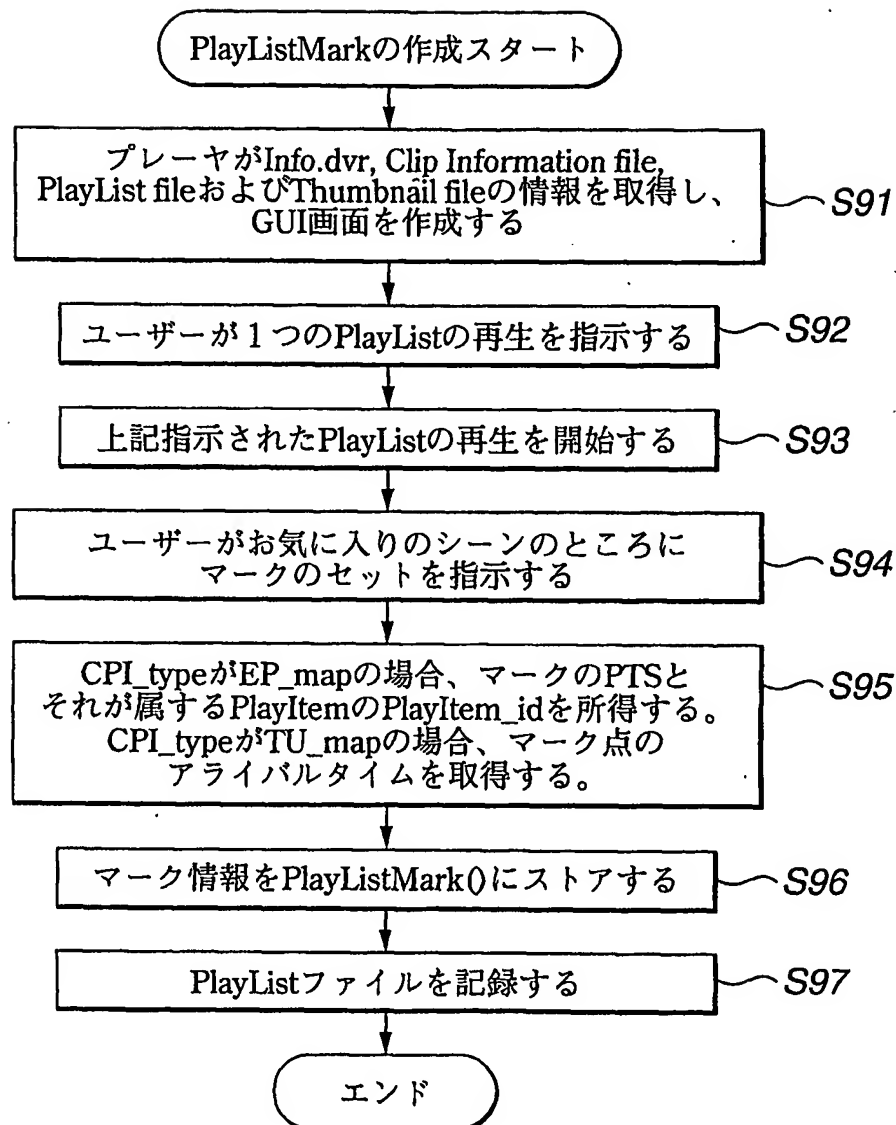 PlayListMarkの作成スタート
プレーヤがInfo.dvr, Clip Information file,
PlayList fileおよびThumbnail fileの情報を取得し、
GUI画面を作成する
S91
ユーザーが1つのPlayListの再生を指示する
S92
上記指示されたPlayListの再生を開始する
S93
ユーザーがお気に入りのシーンのところに
マークのセットを指示する
S94
CPI_typeがEP_mapの場合、マークのPTSと
それが属するPlayItemのPlayItem_idを所得する。
CPI_typeがTU_mapの場合、マーク点の
アライバルタイムを取得する。
S95
マーク情報をPlayListMark()にストアする
S96
PlayListファイルを記録する
S97
エンド